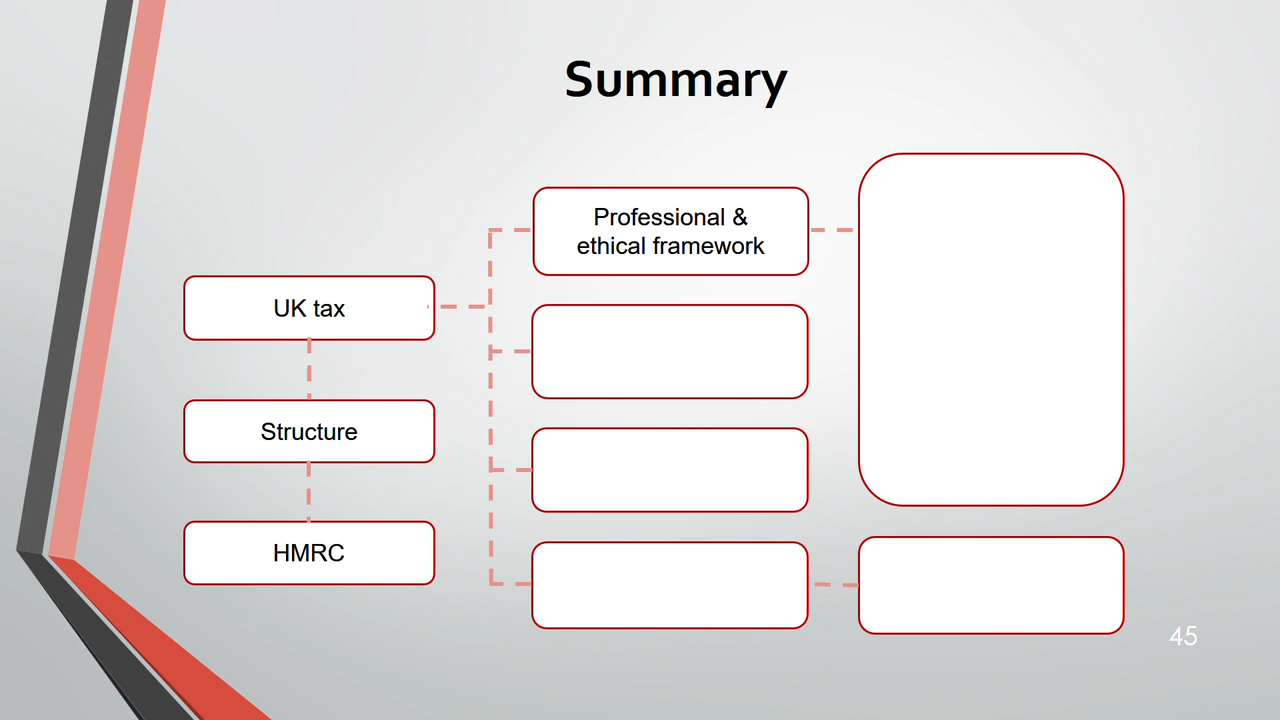 Summary
Professional &
ethical framework
UK tax
Structure
HMRC
45